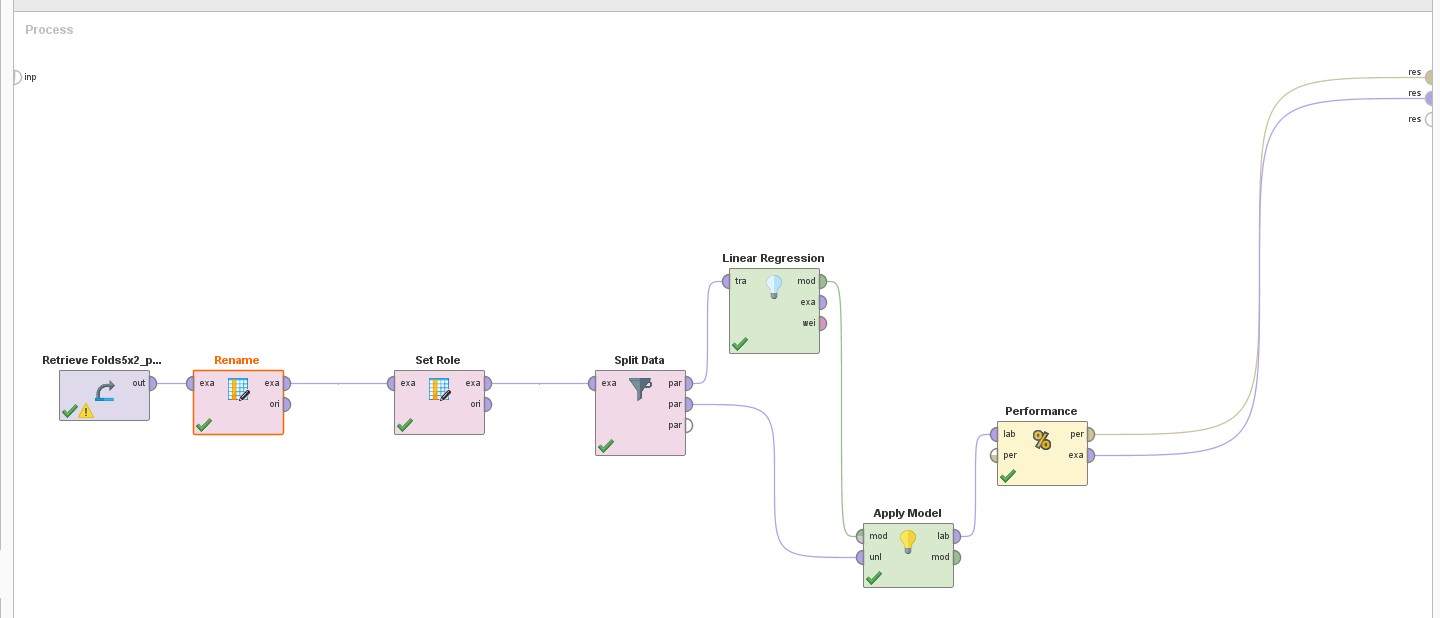 Process
inp
res
res
res
Linear Regression
tra
mod
exa
wei
Retrieve Folds5x2_p...
out
Rename
exa
exa
ori
Set Role
exa
exa
ori
Split Data
exa
par
par
par
Performance
lab
per
per
exa
Apply Model
mod
lab
unl
mod